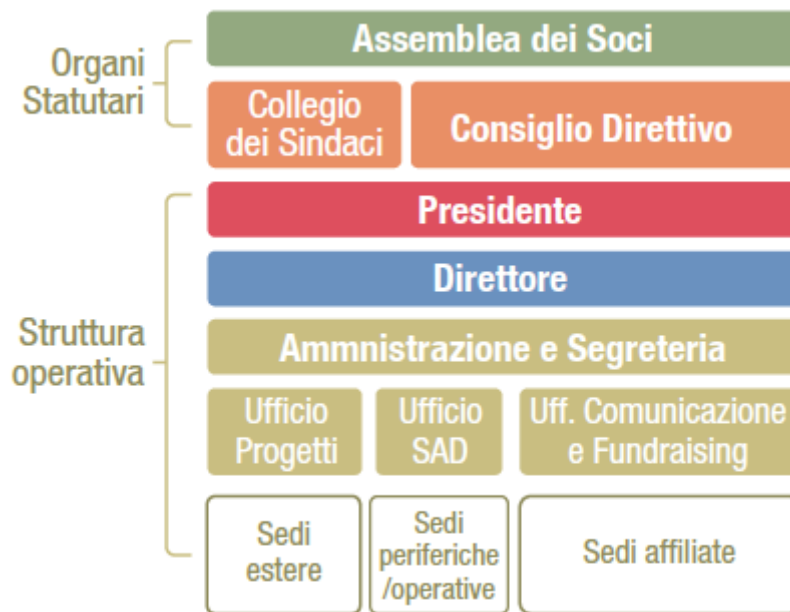 Organi
Statutari
Assemblea dei Soci
Collegio
dei Sindaci
Consiglio Direttivo
Struttura
operativa
Presidente
Direttore
Ammnistrazione e Segreteria
Ufficio
Progetti
Ufficio
SAD
Uff. Comunicazione
e Fundraising
Sedi
estere
Sedi
periferiche
/operative
Sedi affiliate